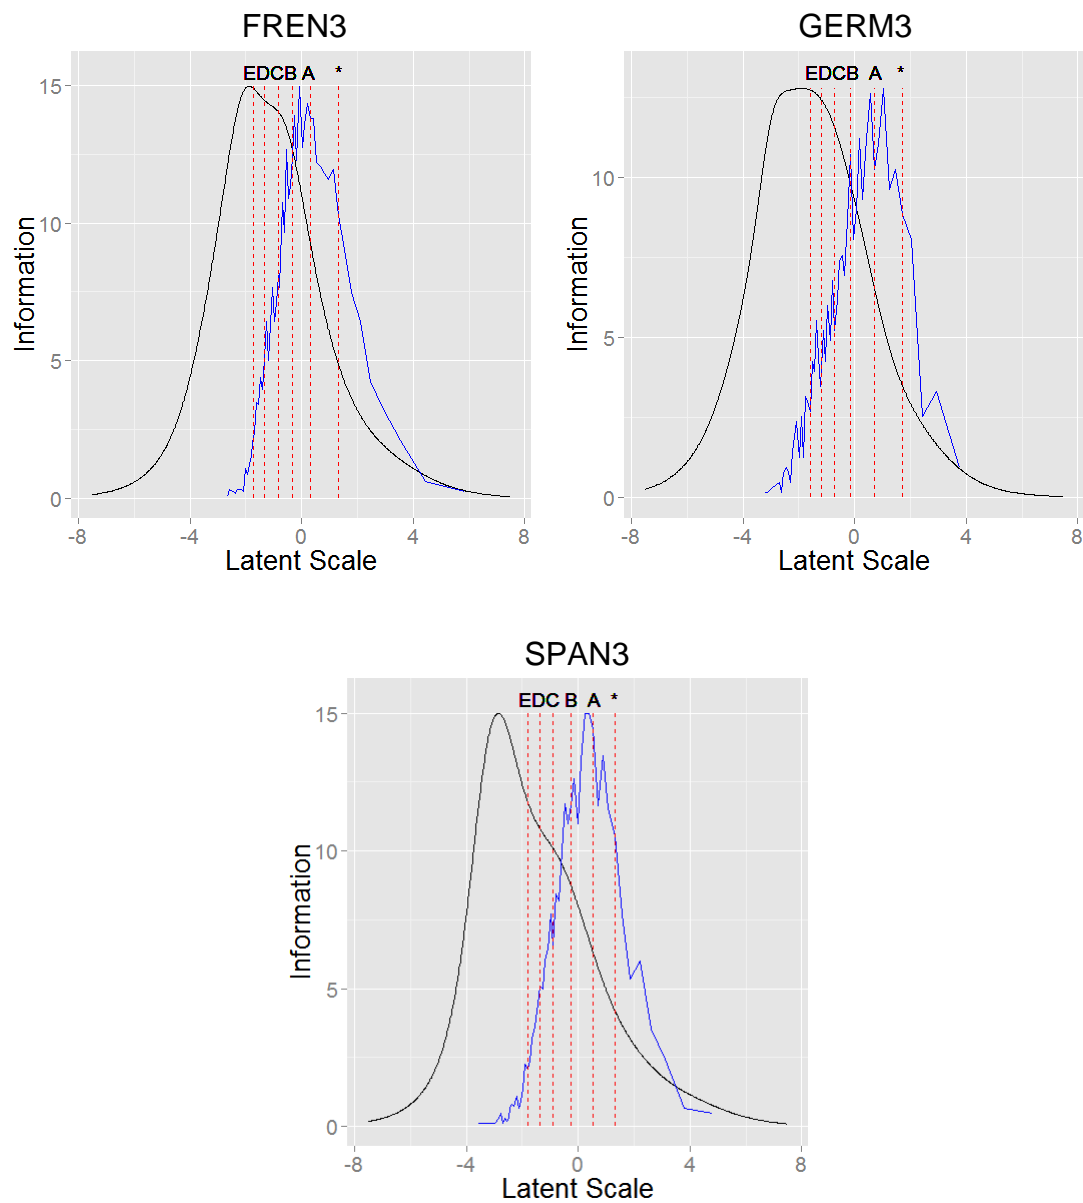 FREN3
EDCB A *
15
10
5
0
Information
-8 -4 0 4 8
Latent Scale
GERM3
EDCB A *
10
5
0
Information
-8 -4 0 4 8
Latent Scale
SPAN3
EDC B A *
15
10
5
0
Information
-8 -4 0 4 8
Latent Scale